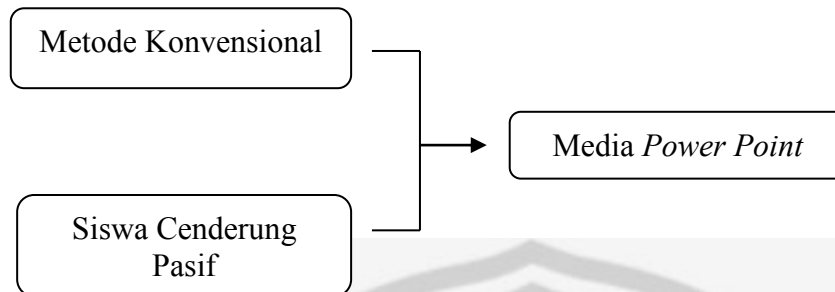 Metode Konvensional
Media Power Point
Siswa Cenderung
Pasif